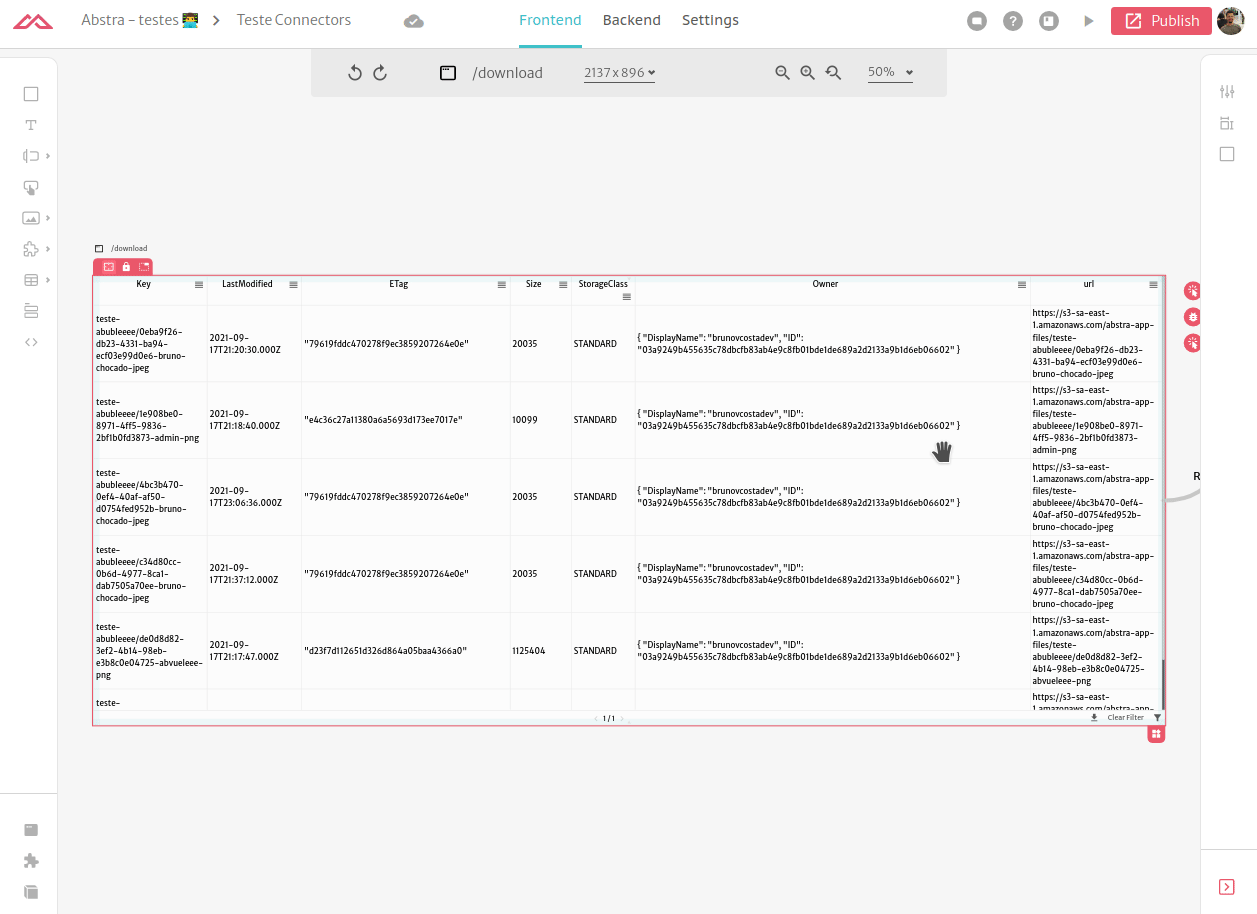 Abstra - testes 👨‍💻 > Teste Connectors
Frontend Backend Settings
? Publish
/download 2137 x 896 50%
T
/download
Key LastModified ETag Size StorageClass Owner url
teste-
abubleeee/0eba9f26-
db23-4331-ba94-
ecf03e99d0e6-bruno-
chocado-jpeg
2021-09-
17T21:20:30.000Z
"79619fddc470278f9ec3859207264e0e"
20035
STANDARD
{ "DisplayName": "brunovcostadev", "ID":
"03a9249b455635c78dbcfb83ab4e9c8fb01bde1de689a2d2133a9b1d6eb06602" }
https://s3-sa-east-
1.amazonaws.com/abstra-app-
files/teste-
abubleeee/0eba9f26-db23-
4331-ba94-ecf03e99d0e6-
bruno-chocado-jpeg
teste-
abubleeee/1e908be0-
8971-4ff5-9836-
2bf1b0fd3873-admin-png
2021-09-
17T21:18:40.000Z
"e4c36c27a11380a6a5693d173ee7017e"
10099
STANDARD
{ "DisplayName": "brunovcostadev", "ID":
"03a9249b455635c78dbcfb83ab4e9c8fb01bde1de689a2d2133a9b1d6eb06602" }
https://s3-sa-east-
1.amazonaws.com/abstra-app-
files/teste-
abubleeee/1e908be0-8971-
4ff5-9836-2bf1b0fd3873-
admin-png
teste-
abubleeee/4bc3b470-
0ef4-40af-af50-
d0754fed952b-bruno-
chocado-jpeg
2021-09-
17T23:06:36.000Z
"79619fddc470278f9ec3859207264e0e"
20035
STANDARD
{ "DisplayName": "brunovcostadev", "ID":
"03a9249b455635c78dbcfb83ab4e9c8fb01bde1de689a2d2133a9b1d6eb06602" }
https://s3-sa-east-
1.amazonaws.com/abstra-app-
files/teste-
abubleeee/4bc3b470-0ef4-
40af-af50-d0754fed952b-
bruno-chocado-jpeg
R
teste-
abubleeee/c34d80cc-
0b6d-4977-8ca1-
dab7505a70ee-bruno-
chocado-jpeg
2021-09-
17T21:37:12.000Z
"79619fddc470278f9ec3859207264e0e"
20035
STANDARD
{ "DisplayName": "brunovcostadev", "ID":
"03a9249b455635c78dbcfb83ab4e9c8fb01bde1de689a2d2133a9b1d6eb06602" }
https://s3-sa-east-
1.amazonaws.com/abstra-app-
files/teste-
abubleeee/c34d80cc-0b6d-
4977-8ca1-dab7505a70ee-
bruno-chocado-jpeg
teste-
abubleeee/de0d8d82-
3ef2-4b14-98eb-
e3b8c0e04725-abvueleee-
png
2021-09-
17T21:17:47.000Z
"d23f7d112651d326d864a05baa4366a0"
1125404
STANDARD
{ "DisplayName": "brunovcostadev", "ID":
"03a9249b455635c78dbcfb83ab4e9c8fb01bde1de689a2d2133a9b1d6eb06602" }
https://s3-sa-east-
1.amazonaws.com/abstra-app-
files/teste-
abubleeee/de0d8d82-3ef2-
4b14-98eb-e3b8c0e04725-
abvueleee-png
teste-
https://s3-sa-east-
1.amazonaws.com/abstra-app-
< 1 / 1 > Clear Filter